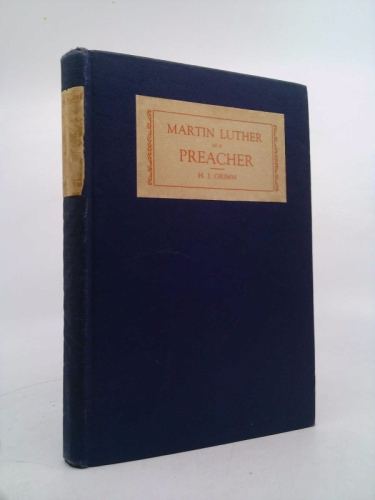 MARTIN LUTHER
AS A
PREACHER
H. J. GRIMM